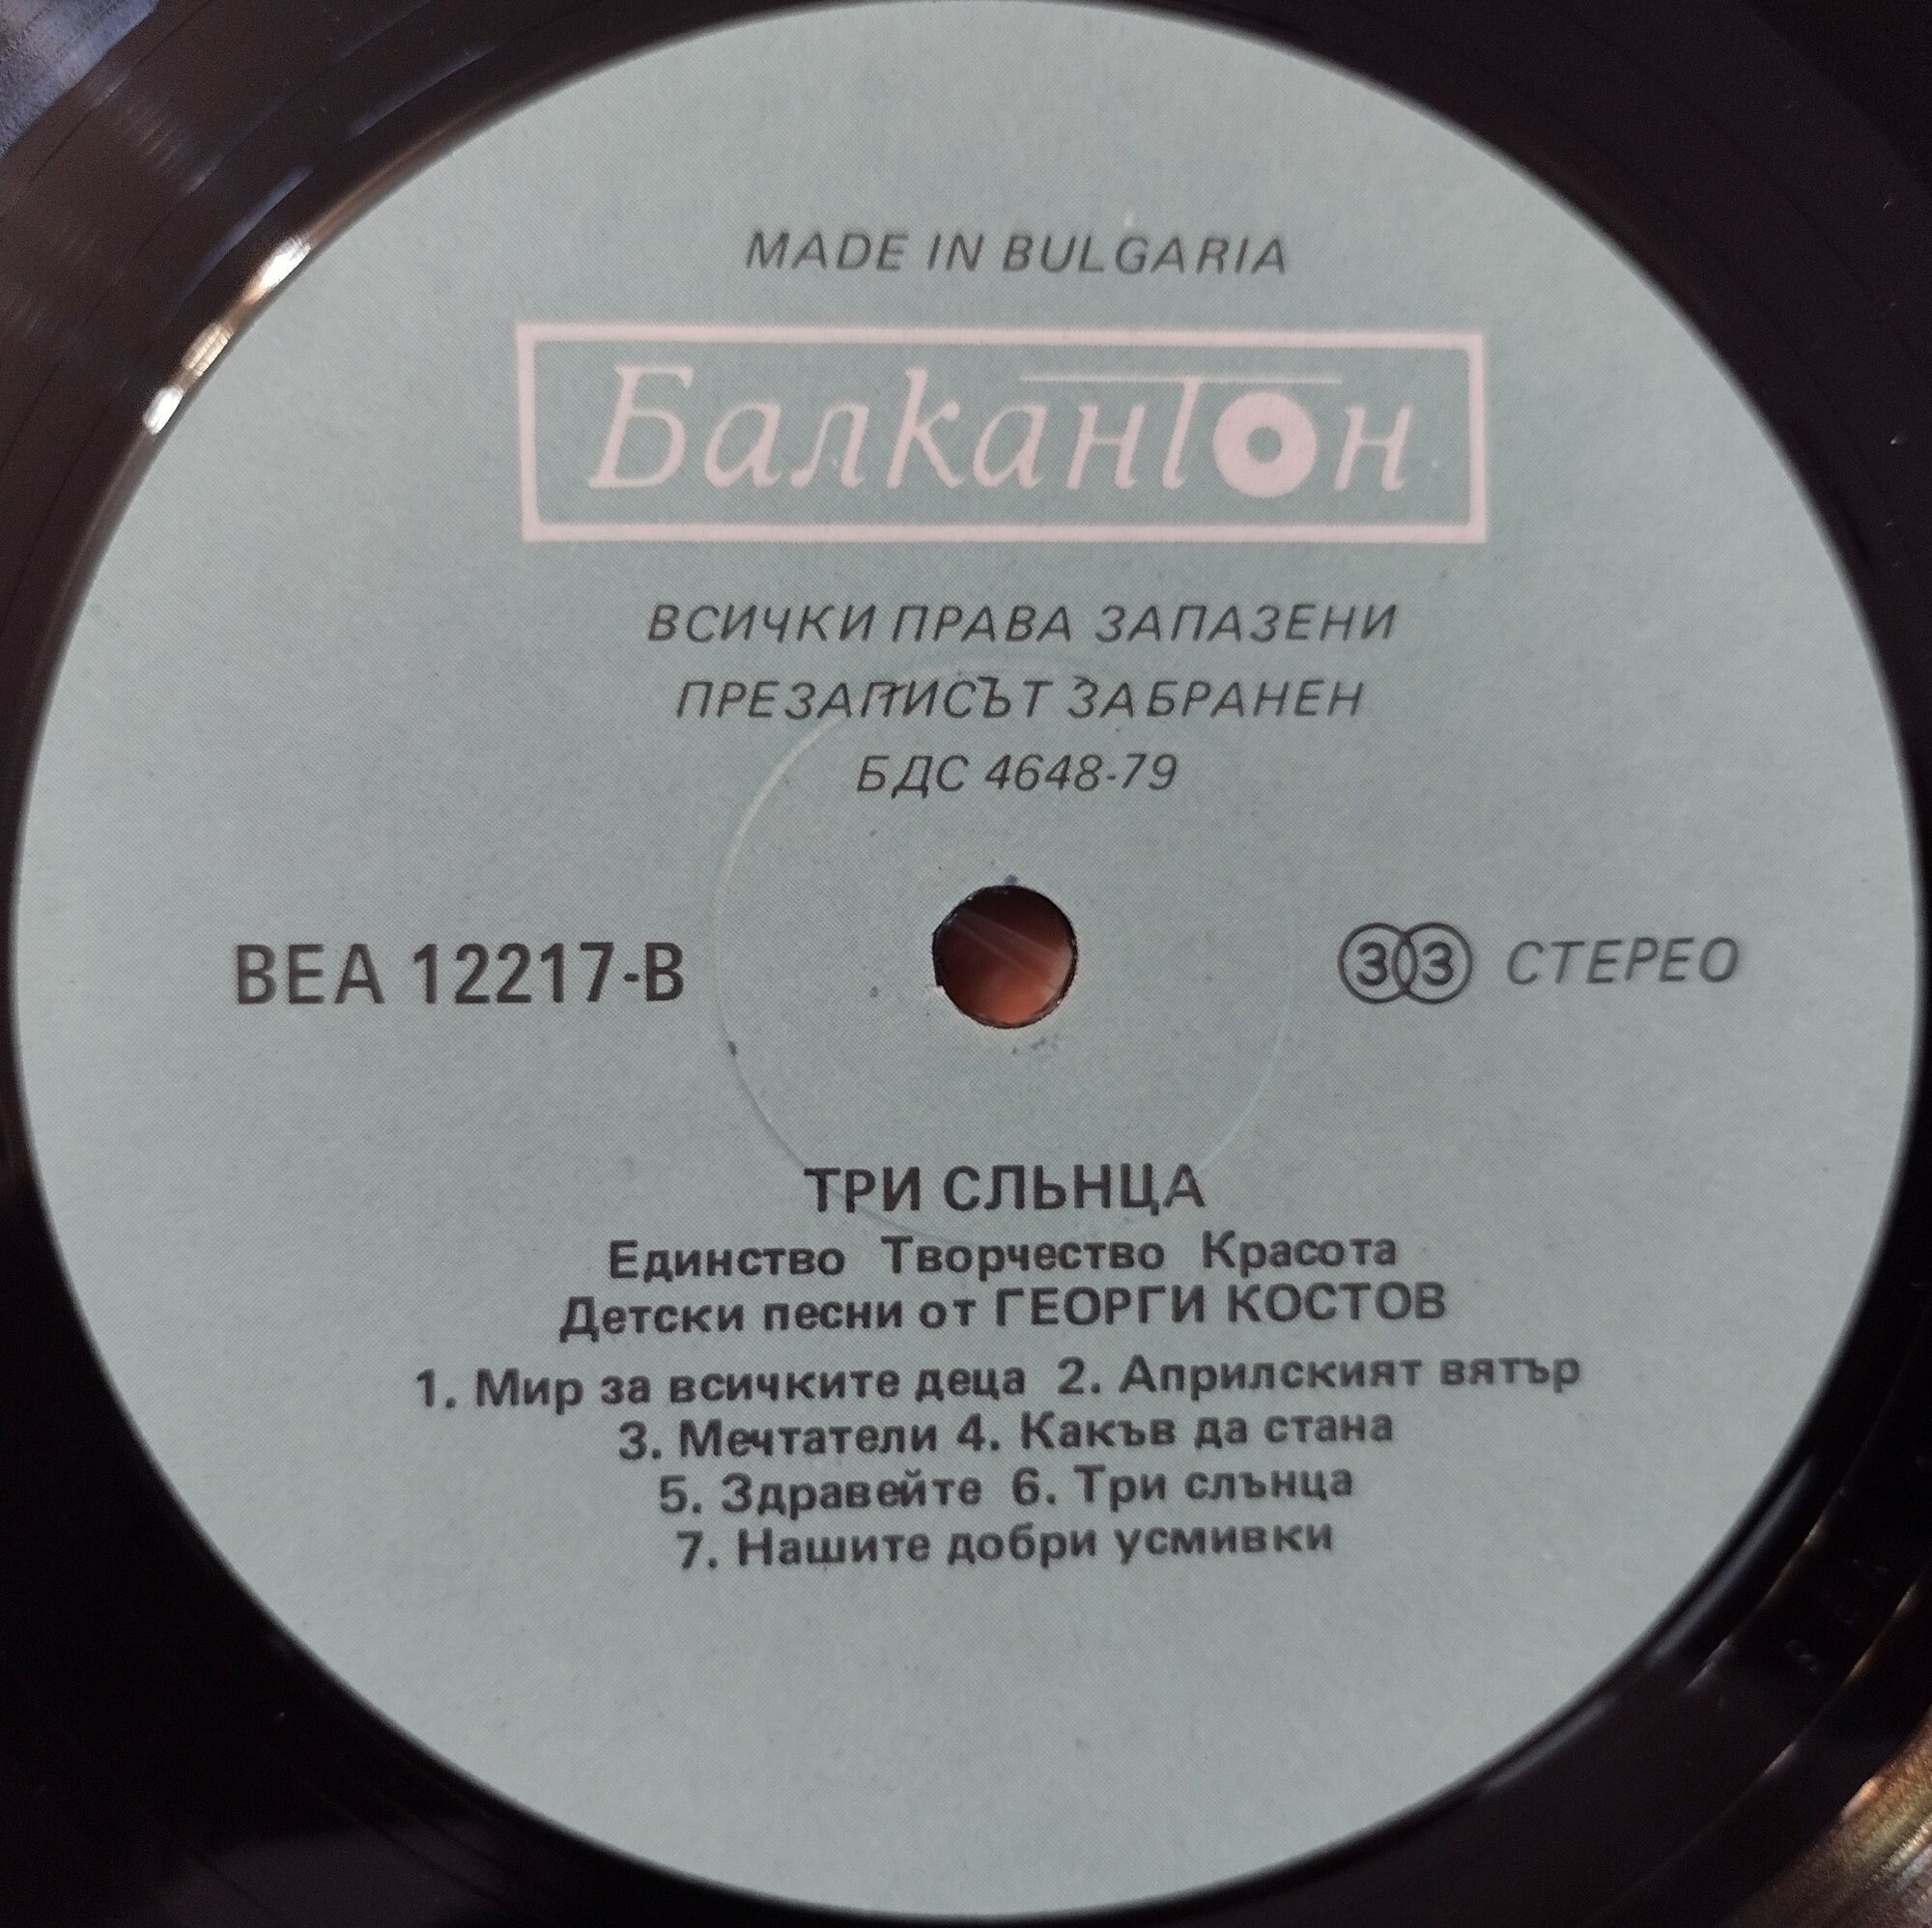 MADE IN BULGARIA
Балкантон
ВСИЧКИ ПРАВА ЗАПАЗЕНИ
ПРЕЗАПИСЪТ ЗАБРАНЕН
БДС 4648-79
ВЕА 12217-В
33 СТЕРЕО
ТРИ СЛЬНЦА
Единство Творчество Красота
Детски песни от ГЕОРГИ КОСТОВ
1. Мир за всичките деца 2. Априлският вятър
3. Мечтатели 4. Какъв да стана
5. Здравейте 6. Три слънца
7. Нашите добри усмивки